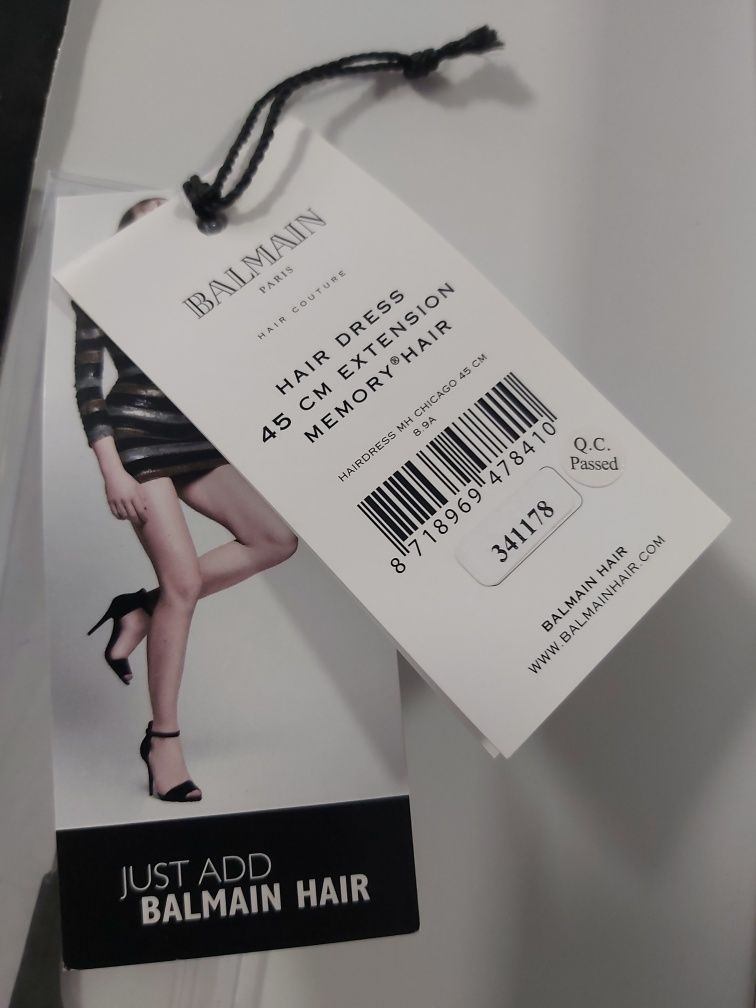 BALMAIN
PARIS
HAIR COUTURE
HAIR DRESS
45 CM EXTENSION
MEMORY® HAIR
HAIRDRESS MH CHICAGO 45 CM
8.9A
8 718969 478410
Q.C.
Passed
341178
BALMAIN HAIR
WWW.BALMAINHAIR.COM
JUST ADD
BALMAIN HAIR